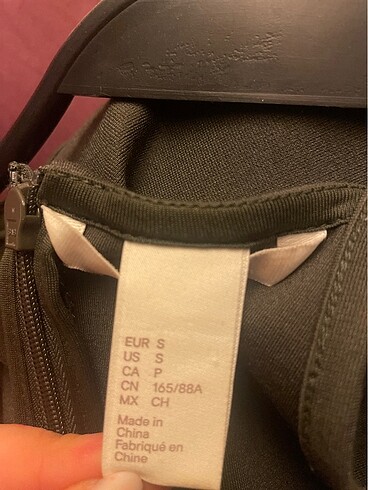 EUR S
US S
CA P
CN 165/88A
MX CH
Made in
China
Fabriqué en
Chine